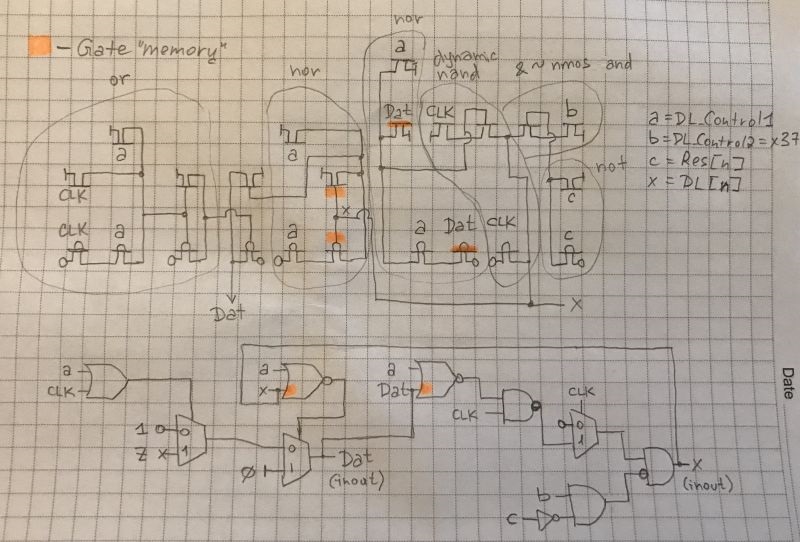 - Gate "memory"
or
nor
nor
dynamic nand
& ~ nmos and
a
a
a
Dat
CLK
b
CLK
not
c
x
CLK
a
a
a
Dat
CLK
c
Dat
X
a = DL_Control1
b = DL_Control2 = x37
c = Res[n]
x = DL[n]
Date
a
CLK
a
x
a
Dat
CLK
CLK
1
0
Z
x
1
0
1
Ø
Dat
(inout)
0
1
b
c
X
(inout)